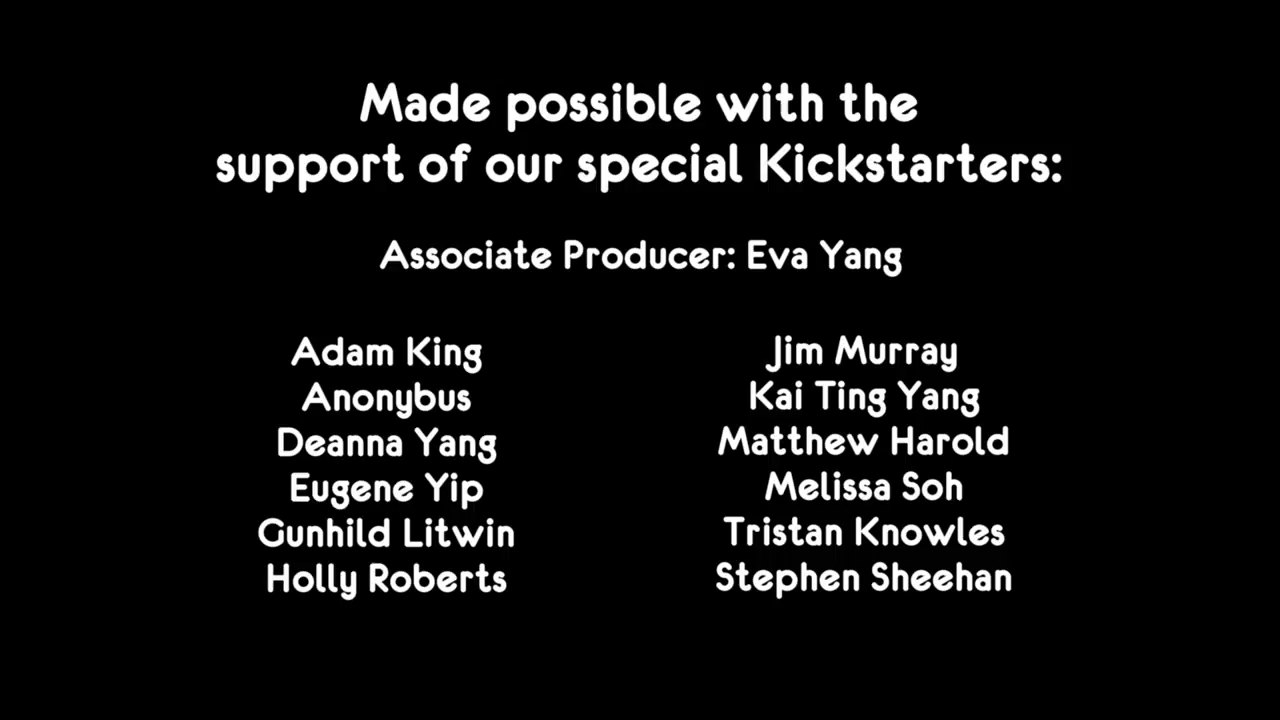 Made possible with the
support of our special Kickstarters:
Associate Producer: Eva Yang
Adam King
Anonybus
Deanna Yang
Eugene Yip
Gunhild Litwin
Holly Roberts
Jim Murray
Kai Ting Yang
Matthew Harold
Melissa Soh
Tristan Knowles
Stephen Sheehan